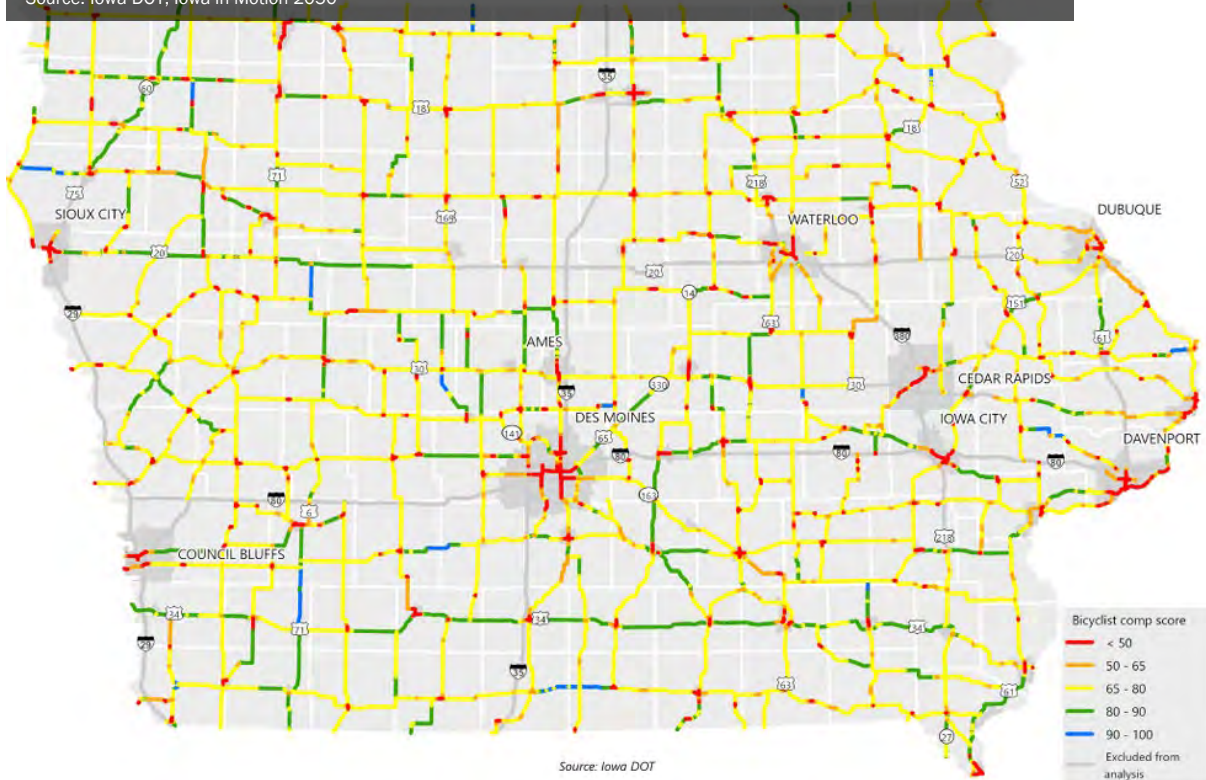 Source: Iowa DOT, Iowa in Motion 2050
35
60
18
18
71
218
52
75
SIOUX CITY
169
WATERLOO
DUBUQUE
20
20
20
29
14
151
63
61
380
AMES
30
30
35
330
CEDAR RAPIDS
DES MOINES
IOWA CITY
141
65
80
80
80
DAVENPORT
163
80
6
218
COUNCIL BLUFFS
34
71
34
34
29
35
63
61
27
Bicyclist comp score
< 50
50 - 65
65 - 80
80 - 90
90 - 100
Excluded from
analysis
Source: Iowa DOT